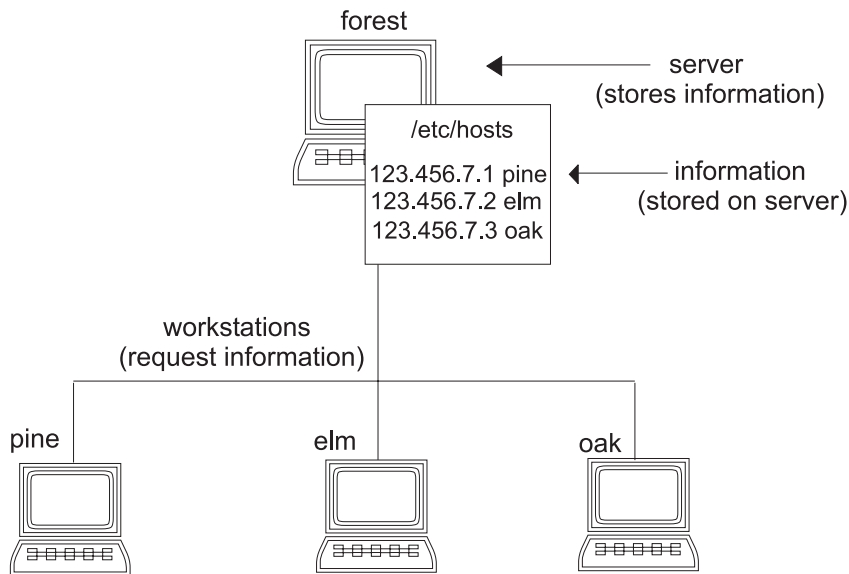 forest
server
(stores information)
/etc/hosts
123.456.7.1 pine
123.456.7.2 elm
123.456.7.3 oak
information
(stored on server)
workstations
(request information)
pine
elm
oak